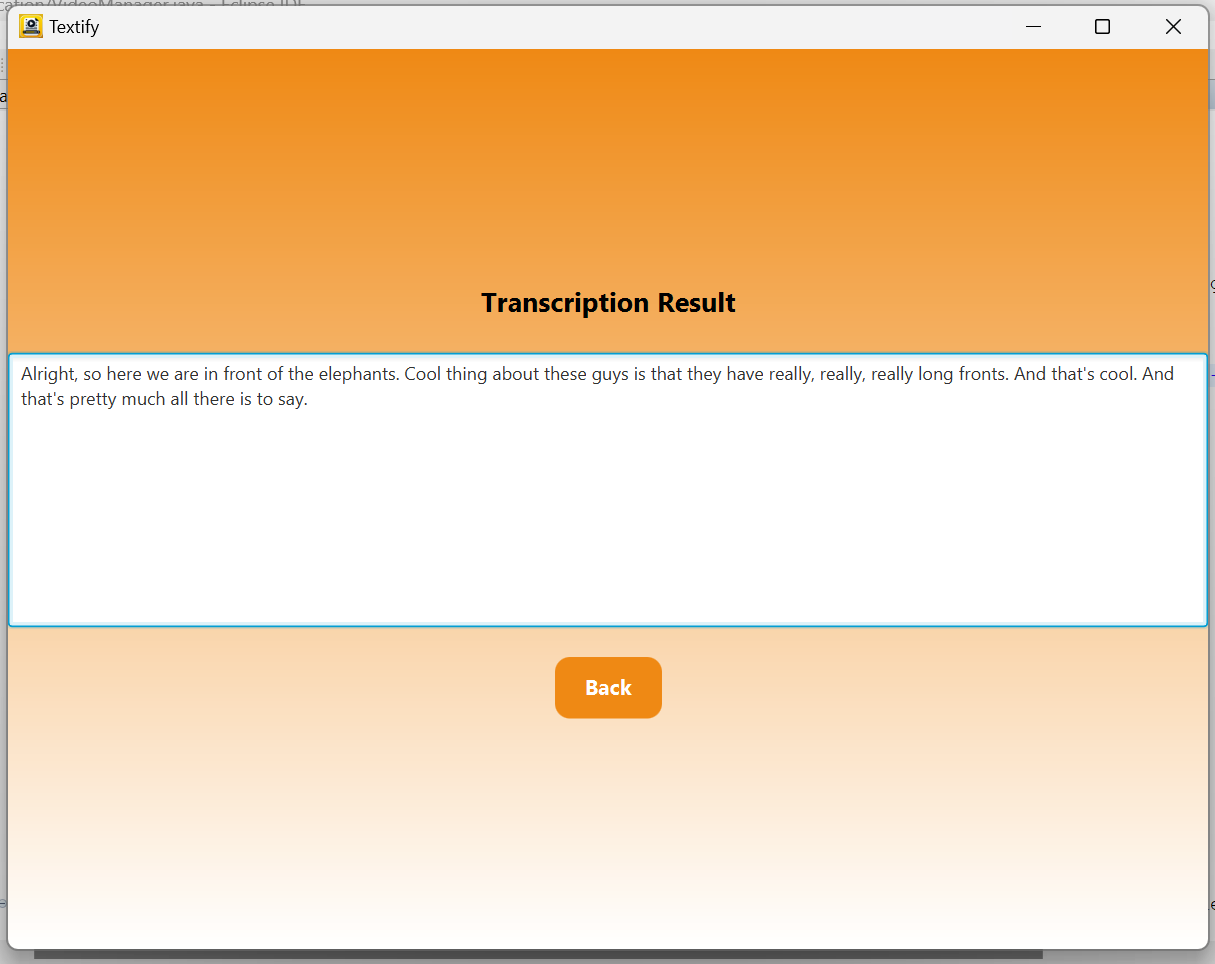 Textify
Transcription Result
Alright, so here we are in front of the elephants. Cool thing about these guys is that they have really, really, really long fronts. And that's cool. And
that's pretty much all there is to say.
Back